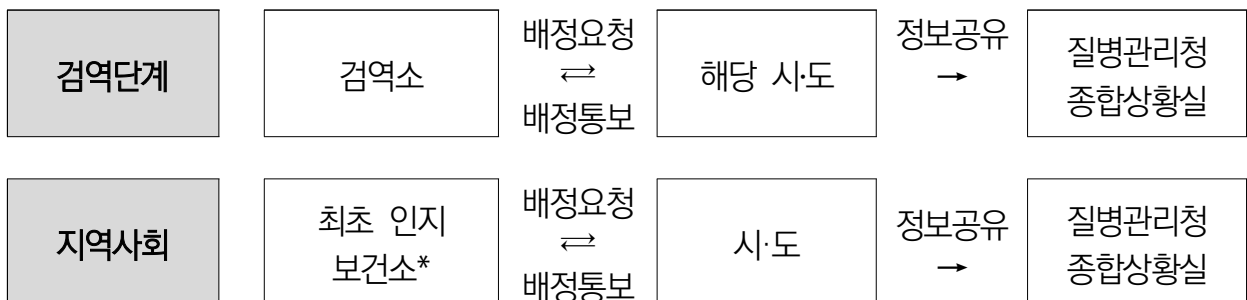 검역단계
검역소
배정요청
⇄
배정통보
해당 시·도
정보공유
→
질병관리청
종합상황실
지역사회
최초 인지
보건소*
배정요청
⇄
배정통보
시·도
정보공유
→
질병관리청
종합상황실